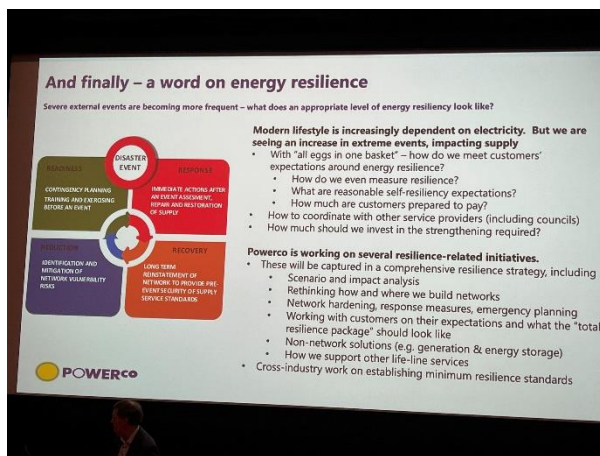 And finally – a word on energy resilience
Severe external events are becoming more frequent – what does an appropriate level of energy resiliency look like?
DISASTER
EVENT
READINESS
CONTINGENCY PLANNING
TRAINING AND EXERCISING
BEFORE AN EVENT
RESPONSE
IMMEDIATE ACTIONS AFTER
AN EVENT ASSESSMENT,
REPAIR AND RESTORATION
OF SUPPLY
REDUCTION
IDENTIFICATION AND
MITIGATION OF
NETWORK VULNERABILITY
RISKS
RECOVERY
LONG TERM
REINSTATEMENT OF
NETWORK TO PROVIDE PRE-
EVENT SECURITY OF SUPPLY
SERVICE STANDARDS
Modern lifestyle is increasingly dependent on electricity. But we are
seeing an increase in extreme events, impacting supply
• With "all eggs in one basket" – how do we meet customers'
expectations around energy resilience?
• How do we even measure resilience?
• What are reasonable self-resiliency expectations?
• How much are customers prepared to pay?
• How to coordinate with other service providers (including councils)
• How much should we invest in the strengthening required?
Powerco is working on several resilience-related initiatives.
• These will be captured in a comprehensive resilience strategy, including
• Scenario and impact analysis
• Rethinking how and where we build networks
• Network hardening, response measures, emergency planning
• Working with customers on their expectations and what the "total
resilience package" should look like
• Non-network solutions (e.g. generation & energy storage)
• How we support other life-line services
• Cross-industry work on establishing minimum resilience standards
POWERco